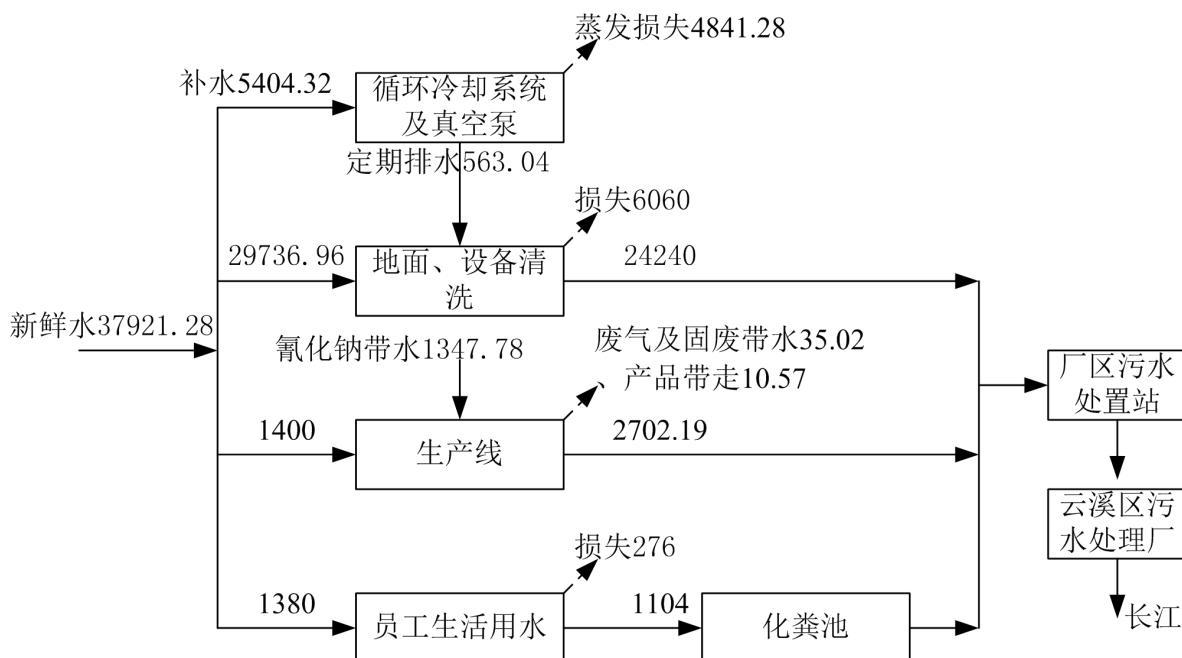 蒸发损失4841.28
补水5404.32
循环冷却系统
及真空泵
定期排水563.04
损失6060
29736.96
地面、设备清
洗
24240
新鲜水37921.28
氰化钠带水1347.78
废气及固废带水35.02
、产品带走10.57
厂区污水
处置站
1400
生产线
2702.19
云溪区污
水处理厂
损失276
1380
员工生活用水
1104
化粪池
长江